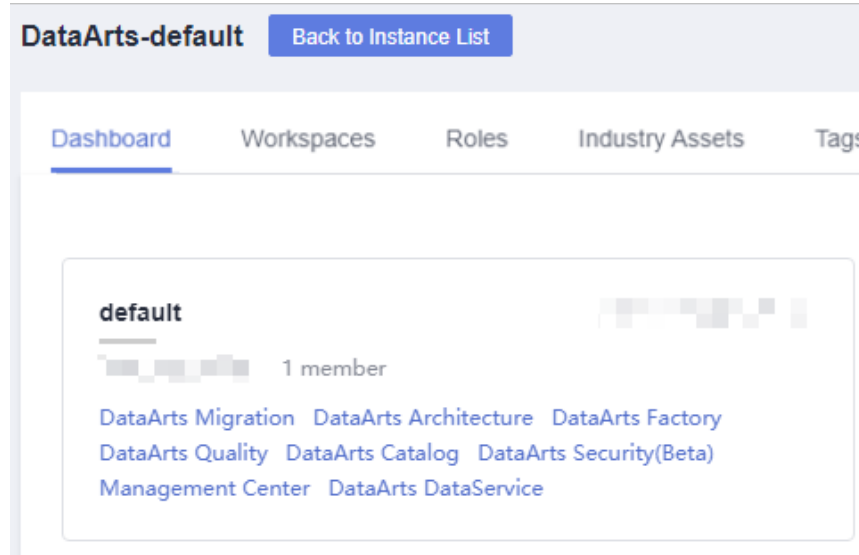 DataArts-default Back to Instance List
Dashboard Workspaces Roles Industry Assets Tags
default
1 member
DataArts Migration DataArts Architecture DataArts Factory
DataArts Quality DataArts Catalog DataArts Security(Beta)
Management Center DataArts DataService